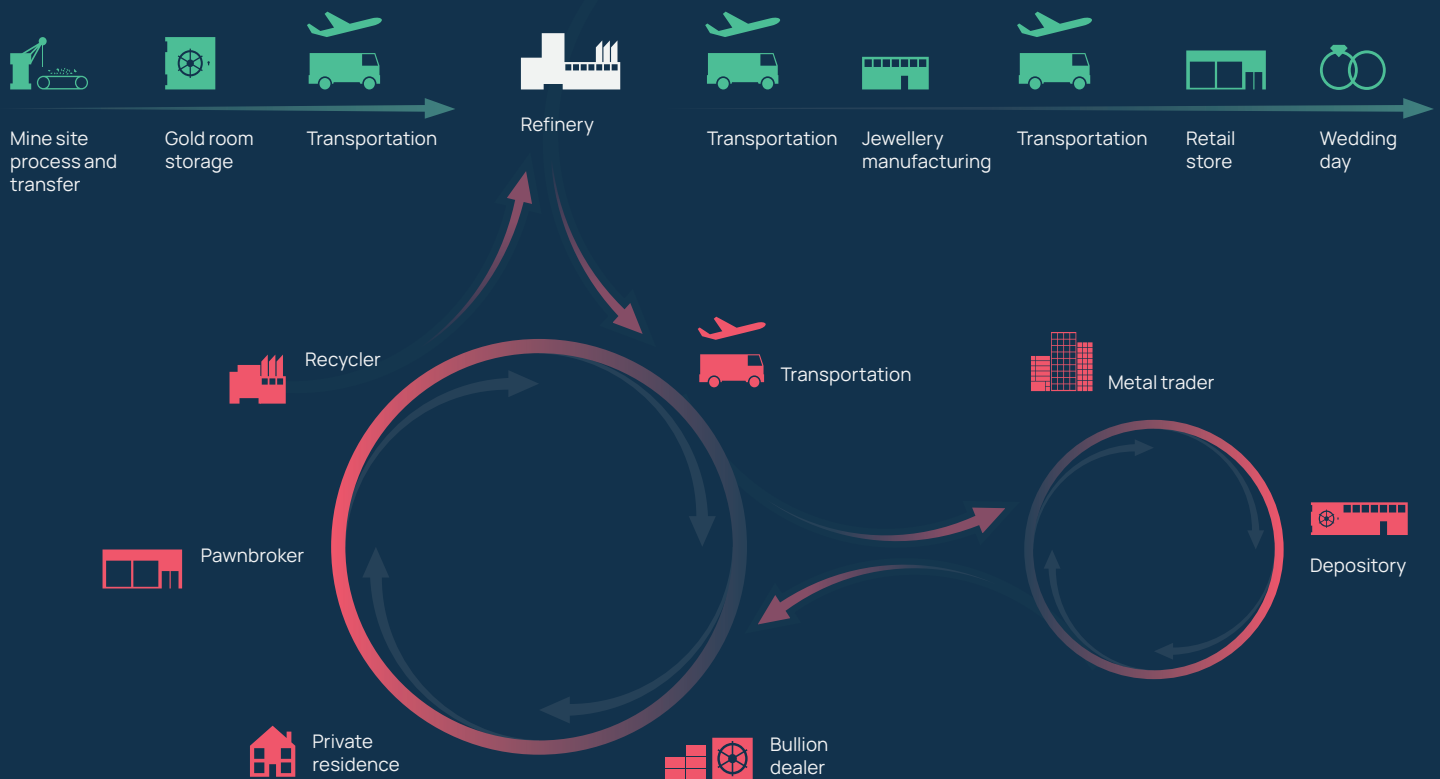 Mine site
process and
transfer
Gold room
storage
Transportation
Refinery
Transportation
Jewellery
manufacturing
Transportation
Retail
store
Wedding
day
Recycler
Transportation
Metal trader
Pawnbroker
Depository
Private
residence
Bullion
dealer